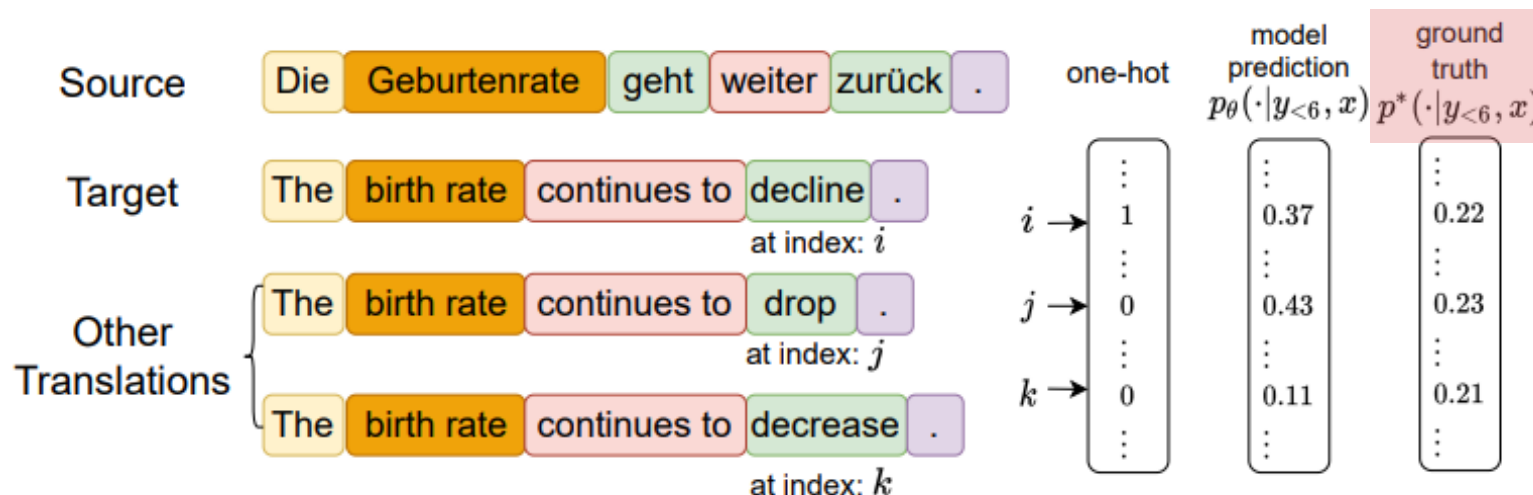 Source
Die Geburtenrate geht weiter zurück .
Target
The birth rate continues to decline .
at index: i
Other
Translations
The birth rate continues to drop .
at index: j
The birth rate continues to decrease .
at index: k
one-hot
i → 1
j → 0
k → 0
model
prediction
pθ(·|y<6, x)
⋮
0.37
⋮
0.43
⋮
0.11
⋮
ground
truth
p*(·|y<6, x)
⋮
0.22
⋮
0.23
⋮
0.21
⋮